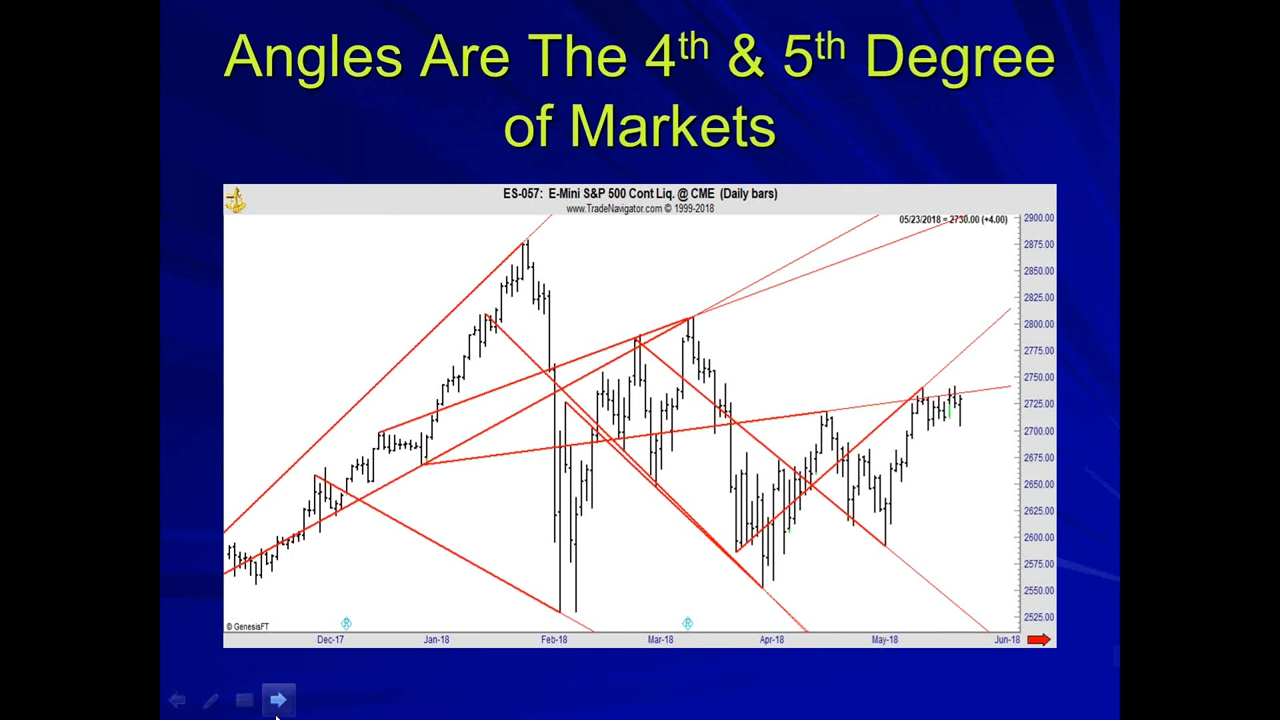 Angles Are The 4th & 5th Degree
of Markets
ES-057: E-Mini S&P 500 Cont Liq. @ CME (Daily bars)
www.TradeNavigator.com © 1999-2018
05/23/2018 = 2730.00 (+4.00)
2900.00
2875.00
2850.00
2825.00
2800.00
2775.00
2750.00
2725.00
2700.00
2675.00
2650.00
2625.00
2600.00
2575.00
2550.00
2525.00
© GenesisFT
R R
Dec-17 Jan-18 Feb-18 Mar-18 Apr-18 May-18 Jun-18